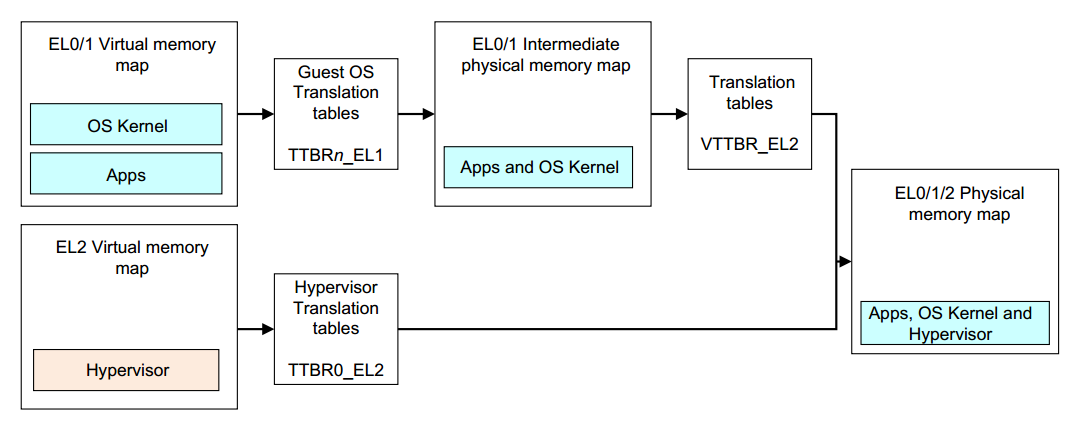 EL0/1 Virtual memory
map
OS Kernel
Apps
Guest OS
Translation
tables
TTBRn_EL1
EL0/1 Intermediate
physical memory map
Apps and OS Kernel
Translation
tables
VTTBR_EL2
EL2 Virtual memory
map
Hypervisor
Hypervisor
Translation
tables
TTBR0_EL2
EL0/1/2 Physical
memory map
Apps, OS Kernel and
Hypervisor